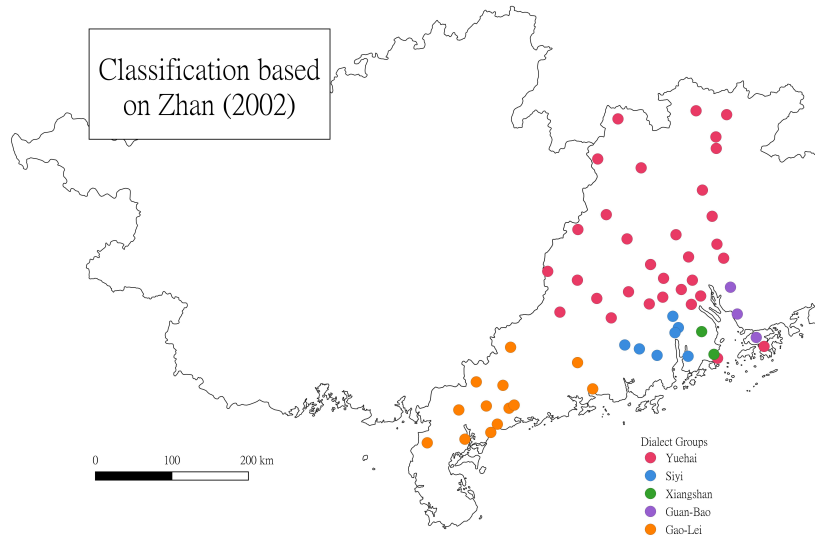 Classification based
on Zhan (2002)
0 100 200 km
Dialect Groups
Yuehai
Siyi
Xiangshan
Guan-Bao
Gao-Lei